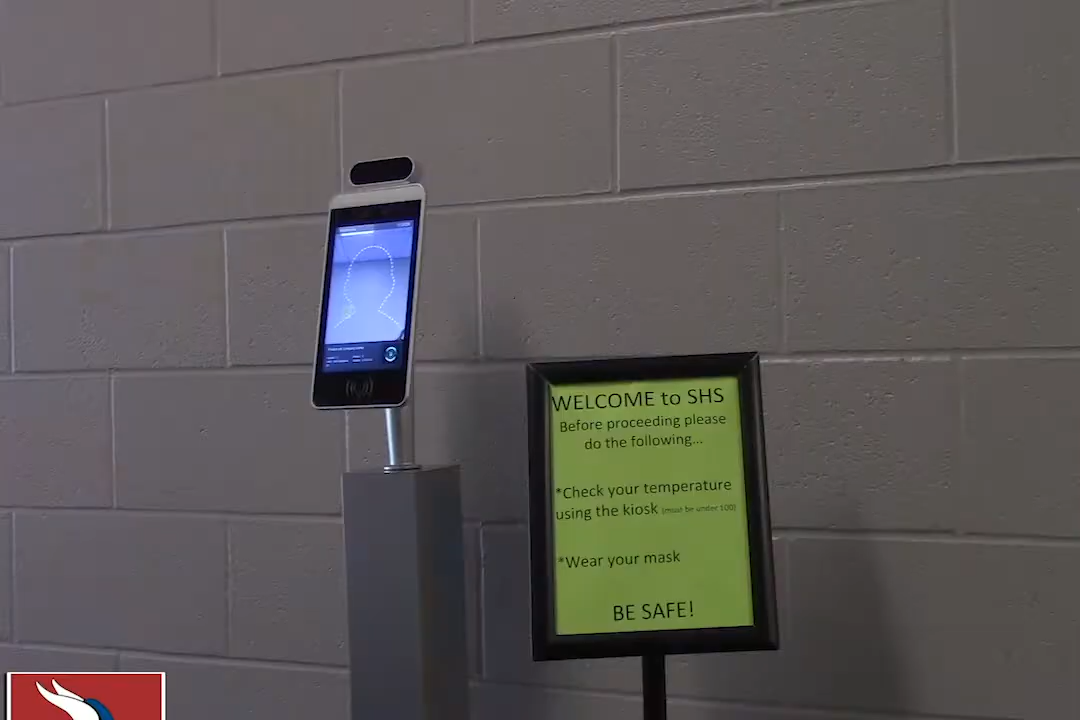 WELCOME to SHS
Before proceeding please
do the following...
*Check your temperature
using the kiosk (must be under 100)
*Wear your mask
BE SAFE!